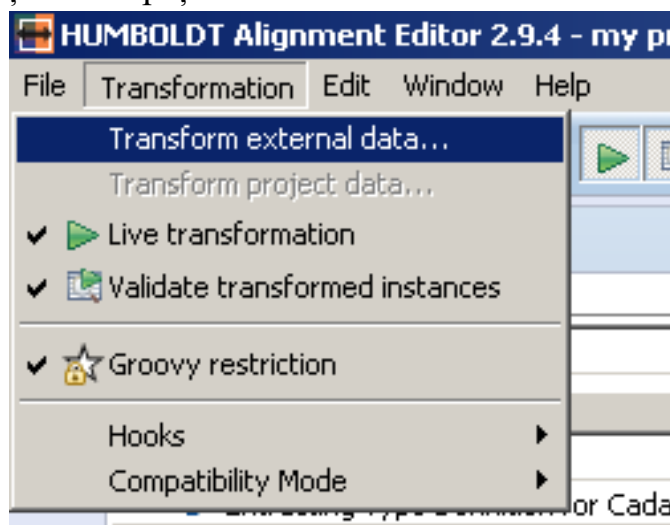 HUMBOLDT Alignment Editor 2.9.4 - my pr
File Transformation Edit Window Help
Transform external data...
Transform project data...
Live transformation
Validate transformed instances
Groovy restriction
Hooks
Compatibility Mode
or Cada